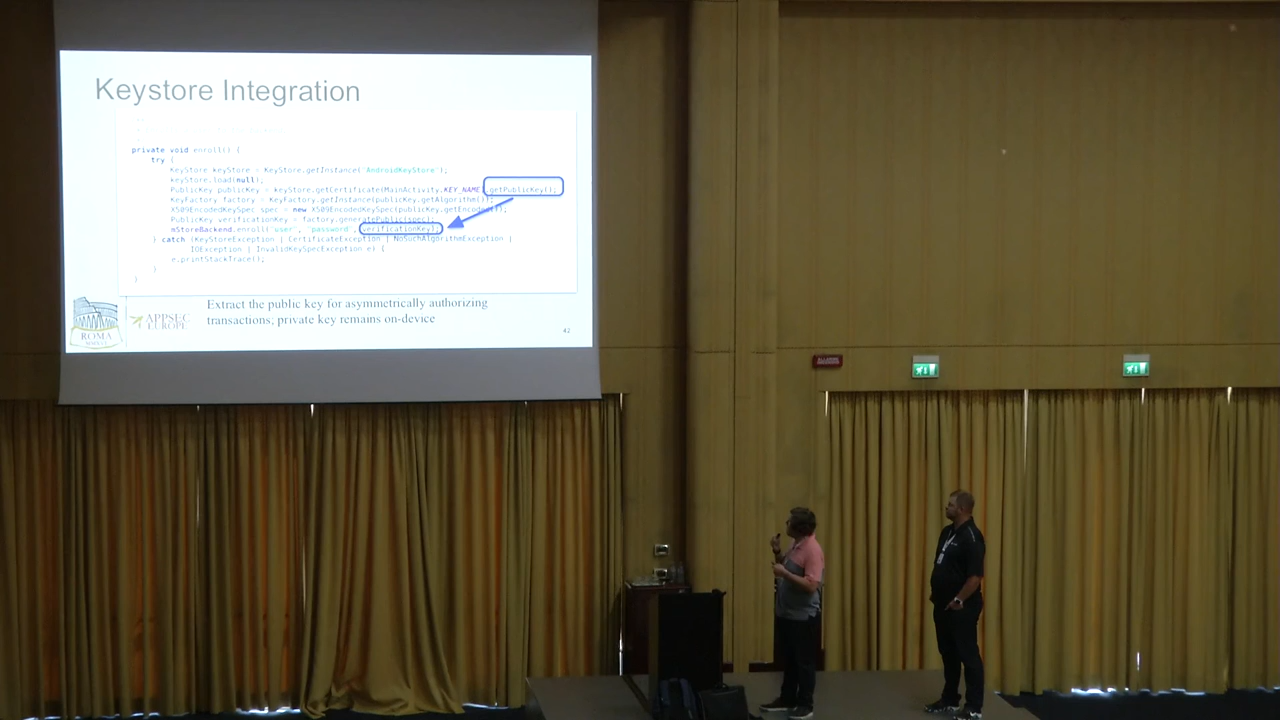 Keystore Integration
private void enroll() {
try {
KeyStore keyStore = KeyStore.getInstance("AndroidKeyStore");
keyStore.load(null);
PublicKey publicKey = keyStore.getCertificate(MainActivity.KEY_NAME).getPublicKey();
KeyFactory factory = KeyFactory.getInstance(publicKey.getAlgorithm());
X509EncodedKeySpec spec = new X509EncodedKeySpec(publicKey.getEncoded());
PublicKey verificationKey = factory.generatePublic(spec);
mStoreBackend.enroll("user", "password", verificationKey);
} catch (KeyStoreException | CertificateException | NoSuchAlgorithmException |
IOException | InvalidKeySpecException e) {
e.printStackTrace();
}
}
Extract the public key for asymmetrically authorizing
transactions; private key remains on-device
ROMA
APPSEC
EUROPE
42